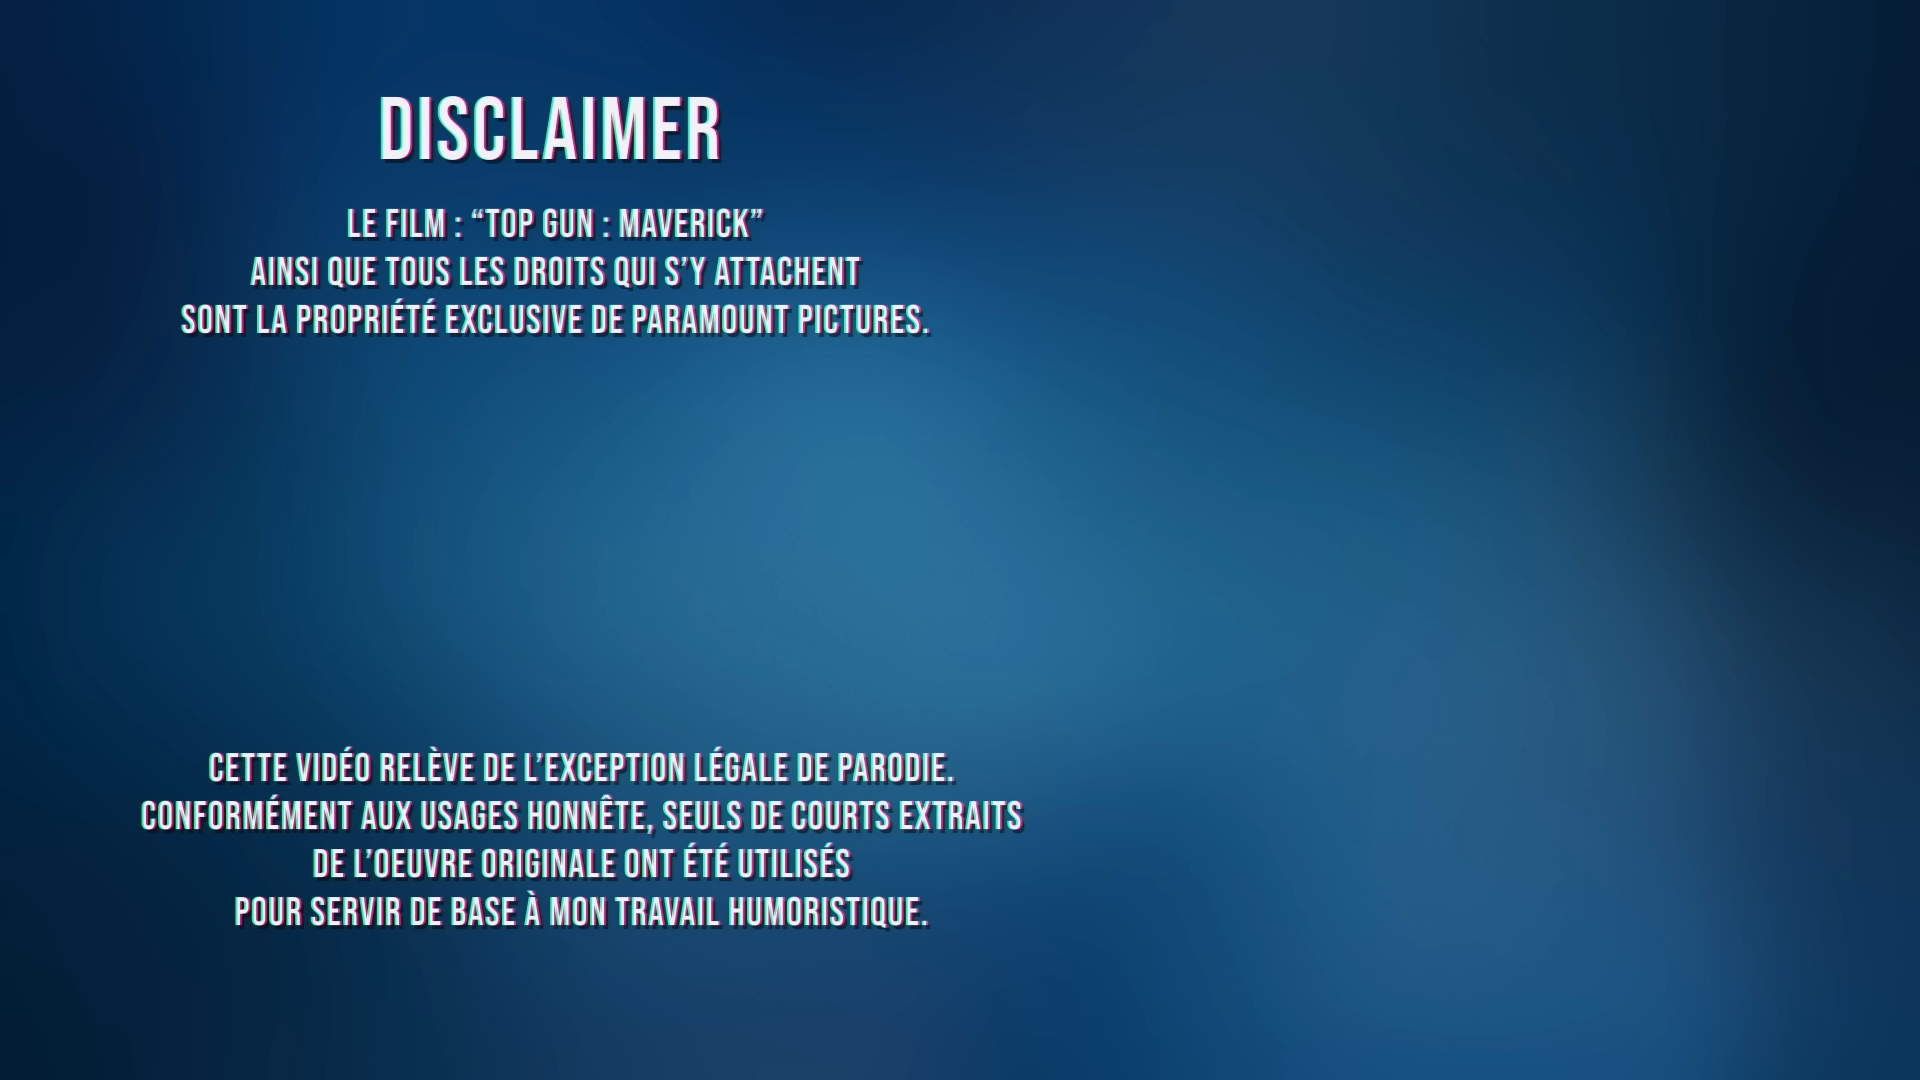 DISCLAIMER
LE FILM : “TOP GUN : MAVERICK”
AINSI QUE TOUS LES DROITS QUI S’Y ATTACHENT
SONT LA PROPRIÉTÉ EXCLUSIVE DE PARAMOUNT PICTURES.
CETTE VIDÉO RELÈVE DE L’EXCEPTION LÉGALE DE PARODIE.
CONFORMÉMENT AUX USAGES HONNÊTE, SEULS DE COURTS EXTRAITS
DE L’OEUVRE ORIGINALE ONT ÉTÉ UTILISÉS
POUR SERVIR DE BASE À MON TRAVAIL HUMORISTIQUE.